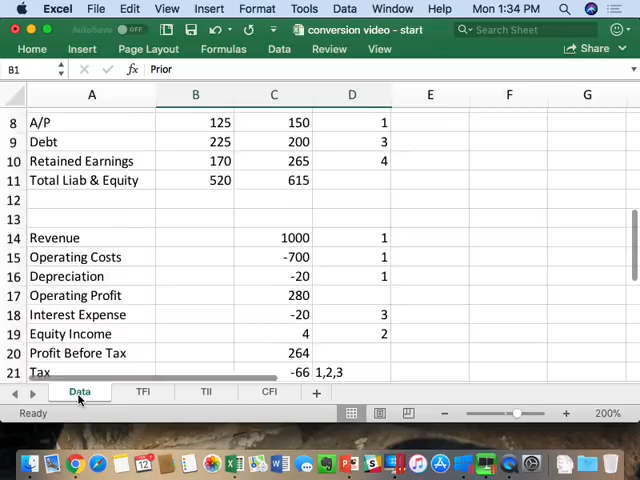 Excel File Edit View Insert Format Tools Data Window Help Mon 1:34 PM
AutoSave OFF conversion video - start Search Sheet
Home Insert Page Layout Formulas Data Review View Share
B1 fx Prior
A B C D E F G
8 A/P 125 150 1
9 Debt 225 200 3
10 Retained Earnings 170 265 4
11 Total Liab & Equity 520 615
12
13
14 Revenue 1000 1
15 Operating Costs -700 1
16 Depreciation -20 1
17 Operating Profit 280
18 Interest Expense -20 3
19 Equity Income 4 2
20 Profit Before Tax 264
21 Tax -66 1,2,3
Data TFI TII CFI
Ready 200%